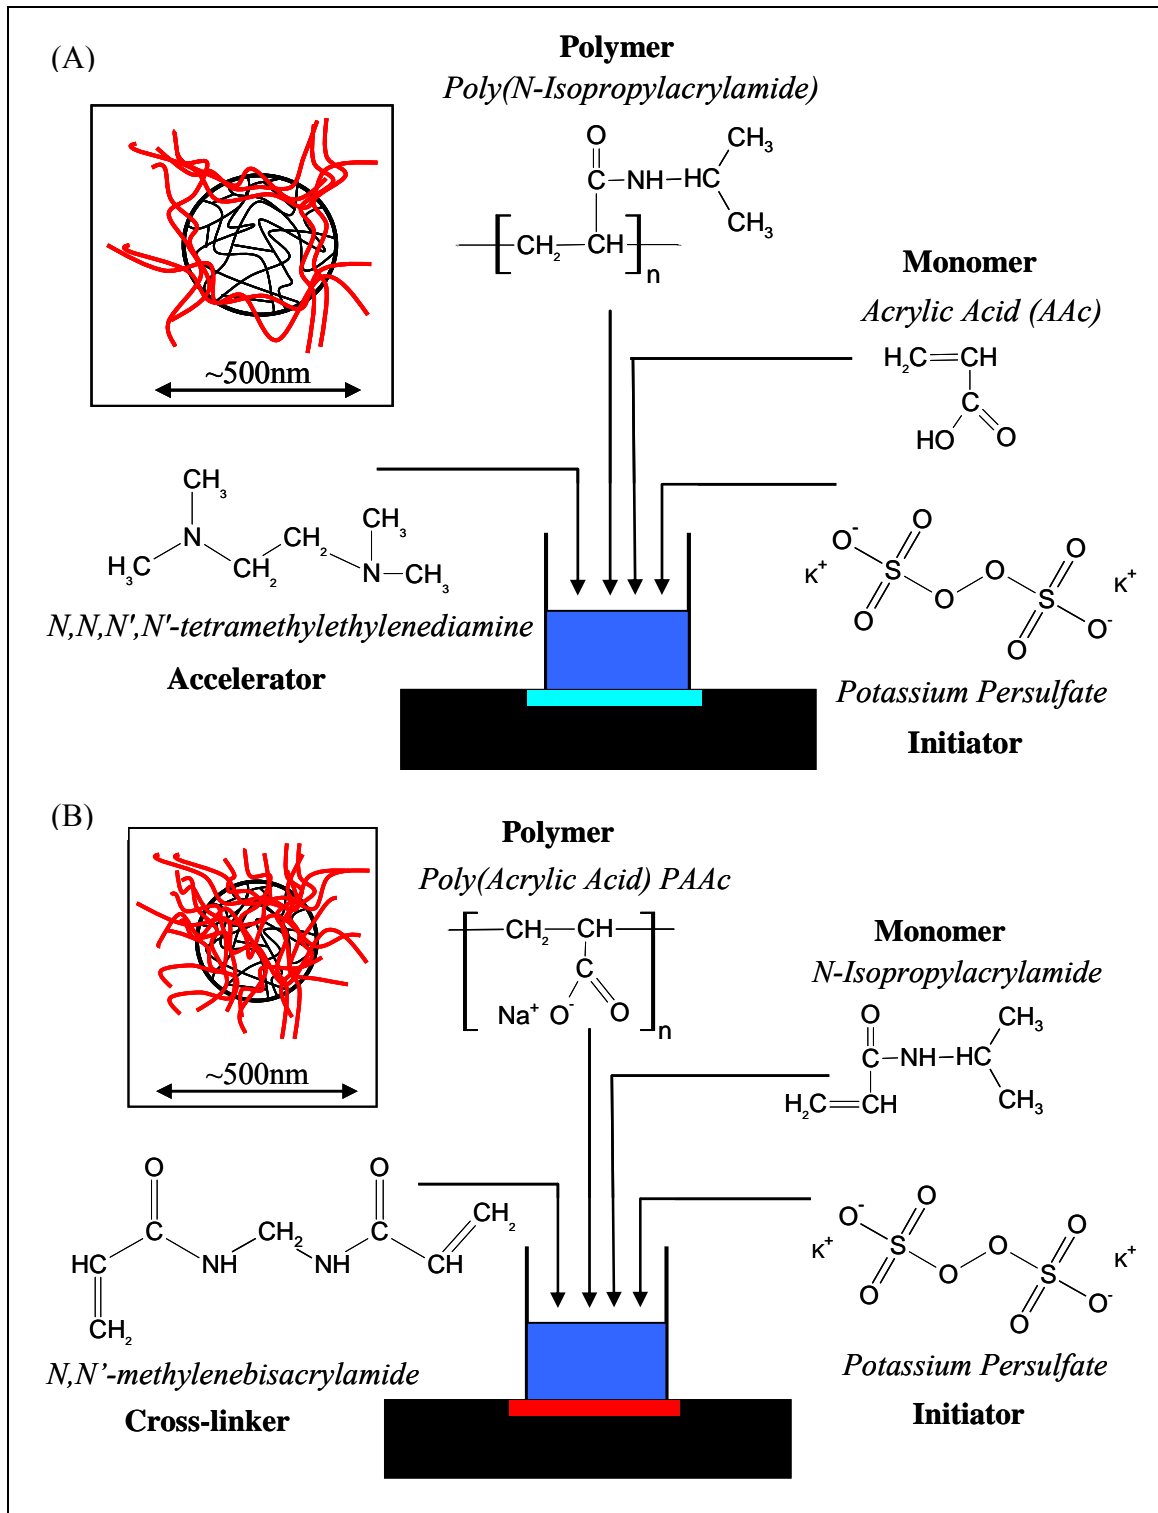 (A)
Polymer
Poly(N-Isopropylacrylamide)
O
CH₃
C NH HC
CH₃
CH₂ CH
n
~500nm
Monomer
Acrylic Acid (AAc)
H₂C CH
C
HO O
CH₃
N
H₃C
CH₂
CH₂
CH₃
N CH₃
N,N,N',N'-tetramethylethylenediamine
Accelerator
O⁻ O
K⁺ S O O
O O S K⁺
O O⁻
Potassium Persulfate
Initiator
(B)
Polymer
Poly(Acrylic Acid) PAAc
CH₂ CH
C
Na⁺ O⁻ O
n
~500nm
Monomer
N-Isopropylacrylamide
O
CH₃
C NH HC
H₂C CH
CH₃
O O
C CH₂ C CH₂
HC NH NH CH
CH₂
N,N’-methylenebisacrylamide
Cross-linker
O⁻ O
K⁺ S O O
O O S K⁺
O O⁻
Potassium Persulfate
Initiator